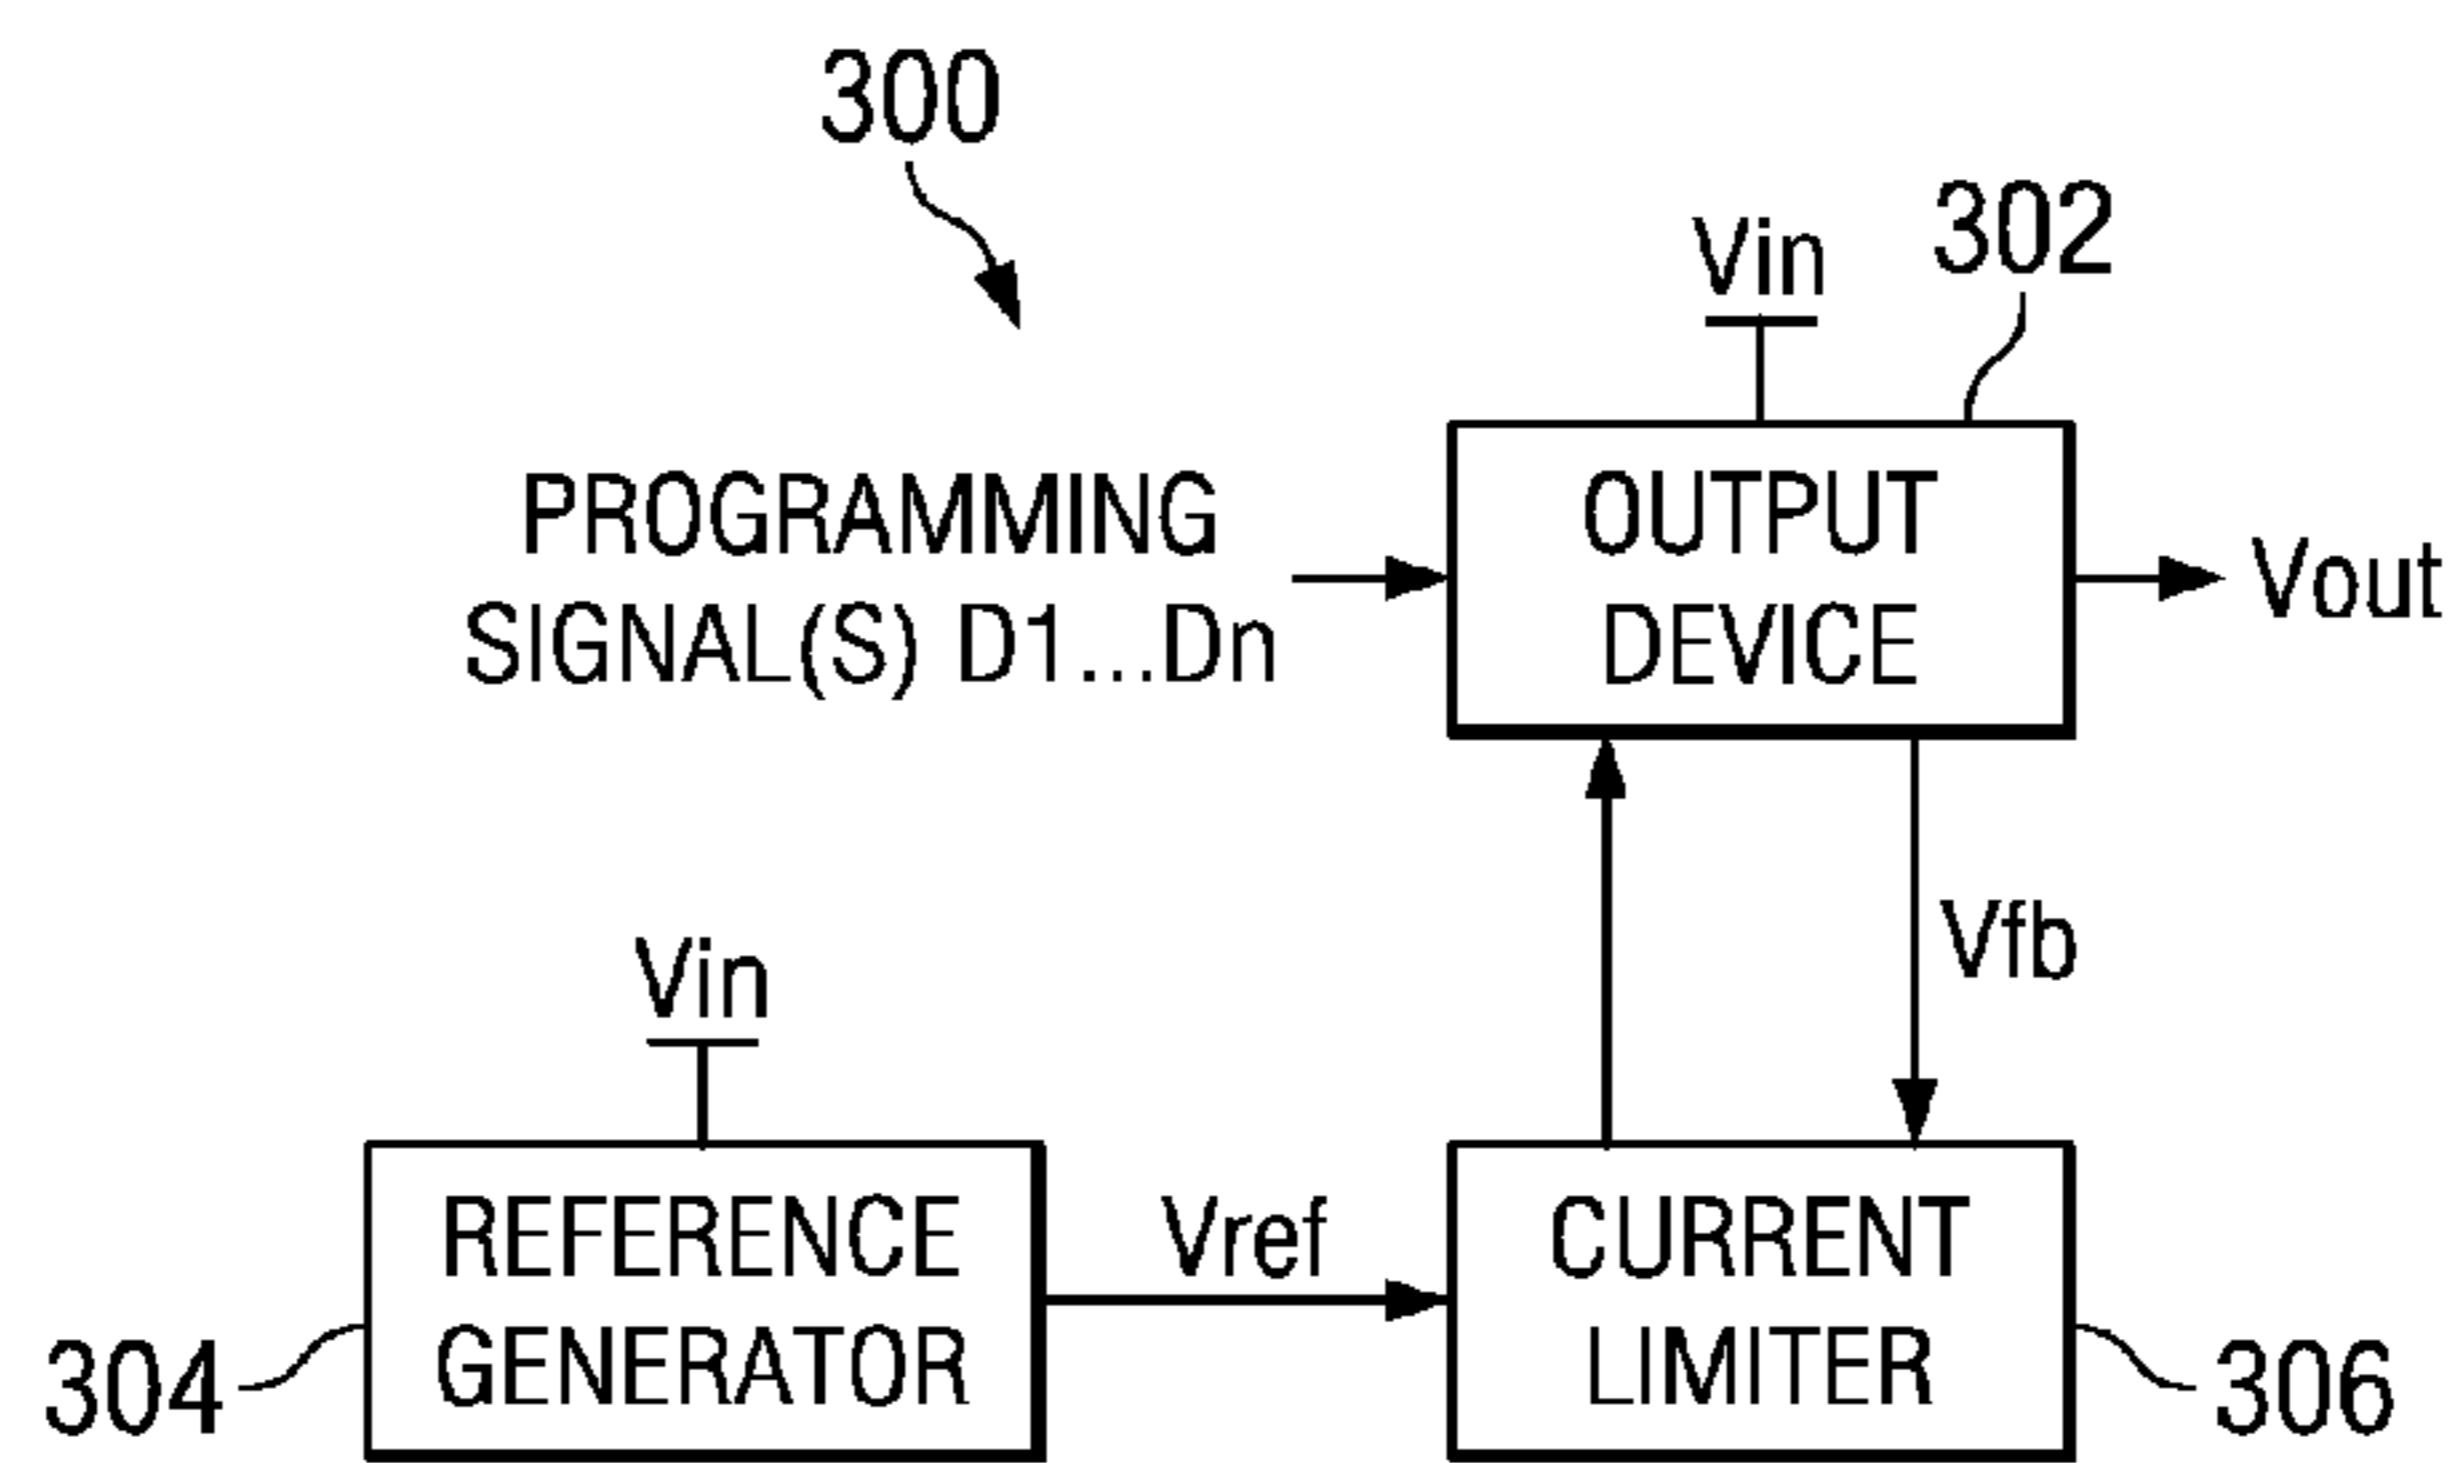 300
302
Vin
PROGRAMMING
SIGNAL(S) D1...Dn
OUTPUT
DEVICE
Vout
Vfb
Vin
REFERENCE
GENERATOR
Vref
CURRENT
LIMITER
304
306